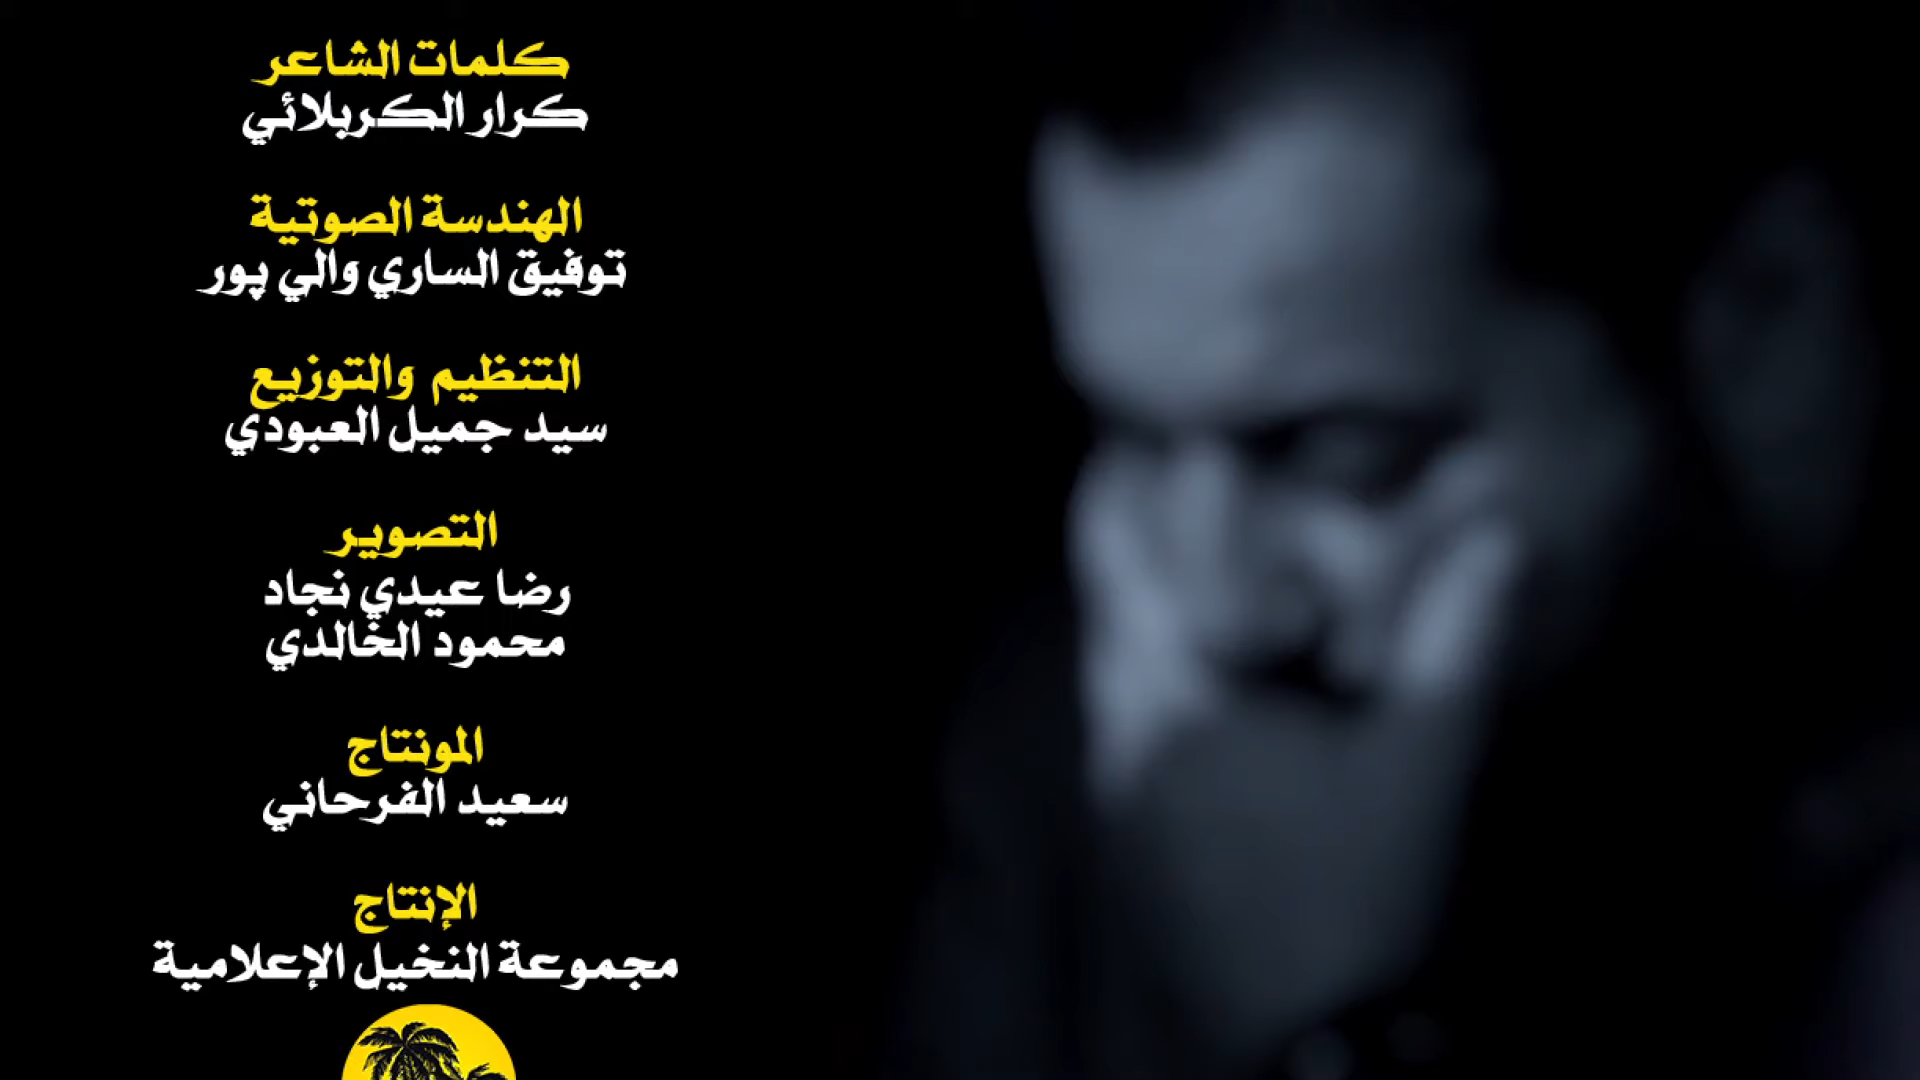 كلمات الشاعر
كرار الكربلائي
الهندسة الصوتية
توفيق الساري والي پور
التنظيم والتوزيع
سيد جميل العبودي
التصوير
رضا عيدي نجاد
محمود الخالدي
المونتاج
سعيد الفرحاني
الإنتاج
مجموعة النخيل الإعلامية